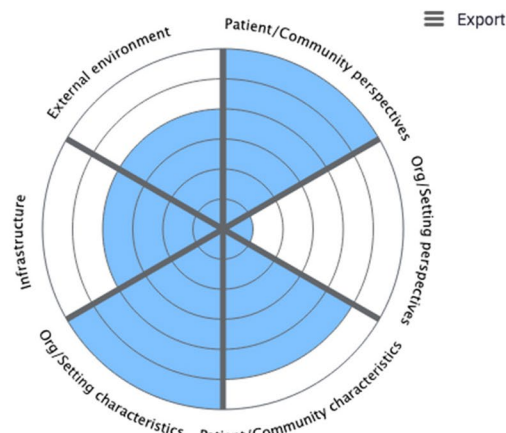 Export
Patient/Community perspectives
Org/Setting perspectives
Patient/Community characteristics
Org/Setting characteristics
Infrastructure
External environment